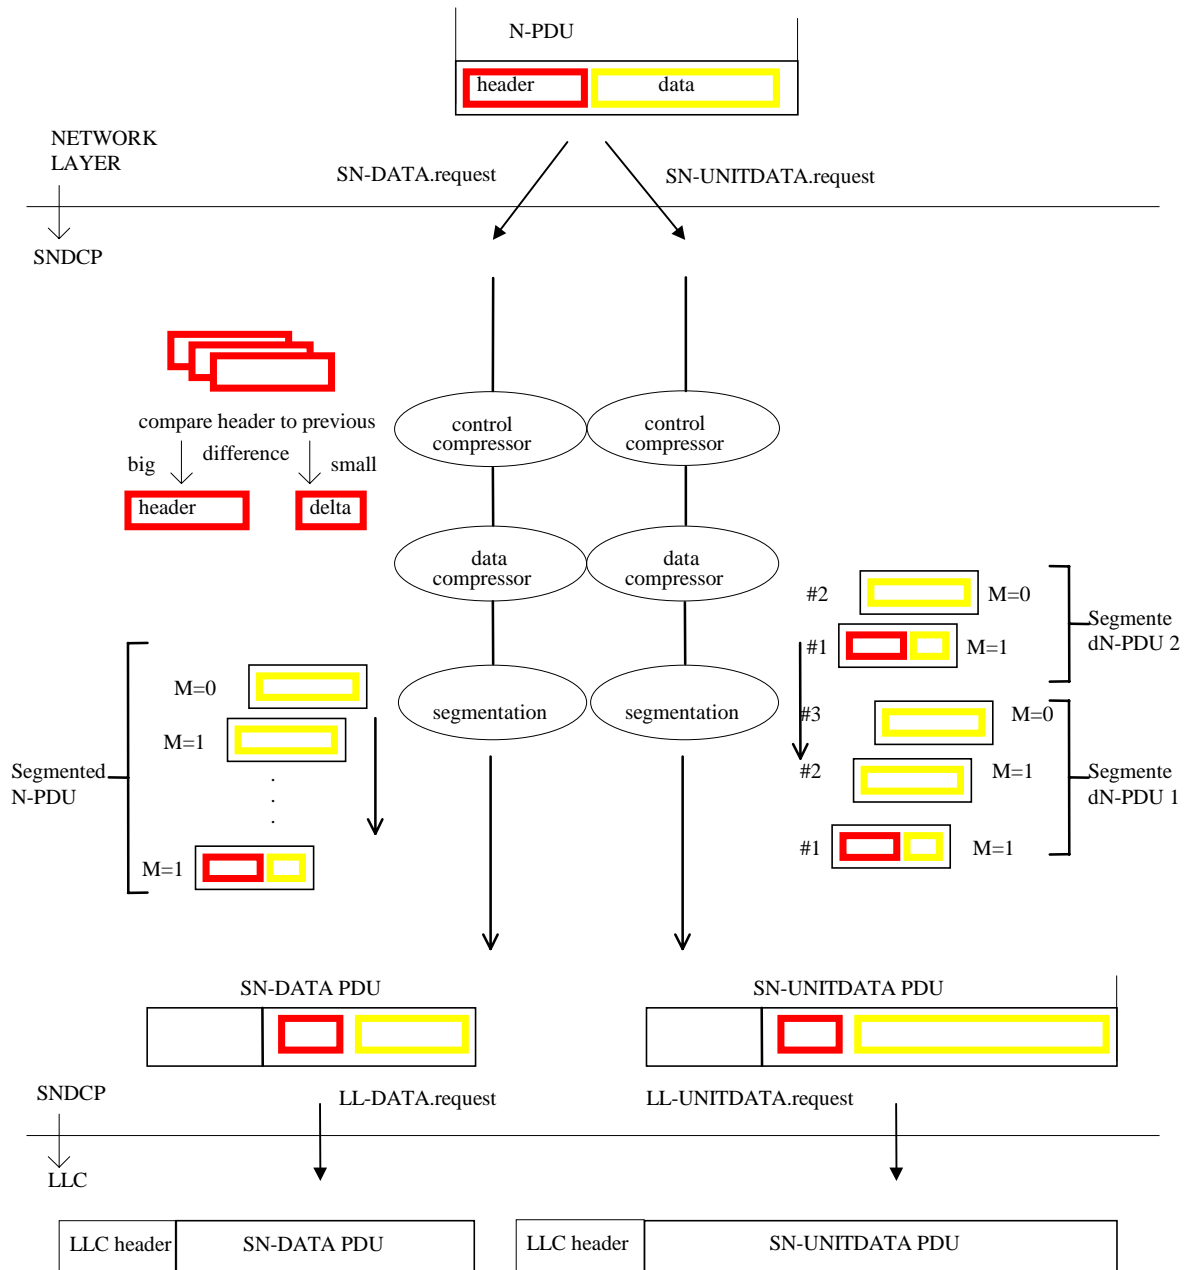 N-PDU
header
data
NETWORK
LAYER
SN-DATA.request
SN-UNITDATA.request
SNDCP
compare header to previous
difference
big
small
header
delta
control
compressor
control
compressor
data
compressor
data
compressor
segmentation
segmentation
M=0
M=1
.
.
.
M=1
Segmented
N-PDU
#2
M=0
#1
M=1
Segmente
dN-PDU 2
#3
M=0
#2
M=1
#1
M=1
Segmente
dN-PDU 1
SN-DATA PDU
SN-UNITDATA PDU
SNDCP
LL-DATA.request
LL-UNITDATA.request
LLC
LLC header
SN-DATA PDU
LLC header
SN-UNITDATA PDU